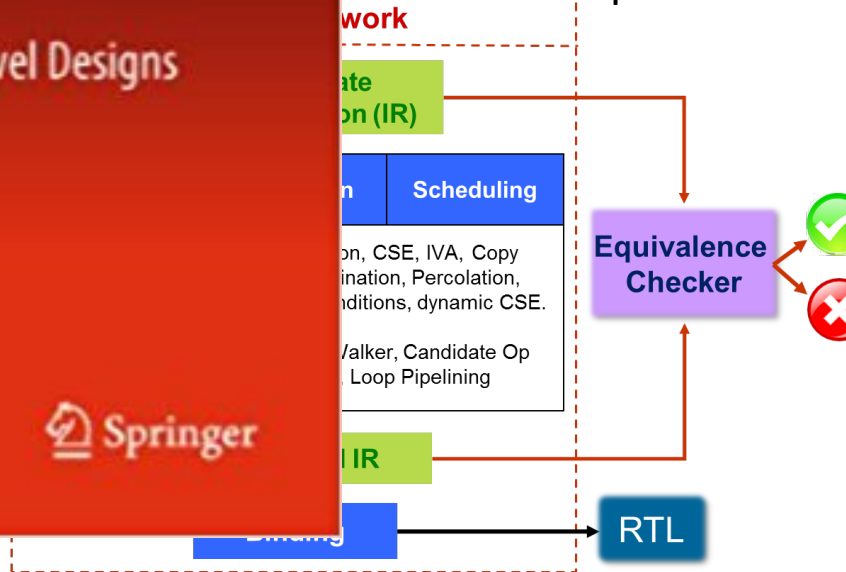 work
vel Designs
ate
on (IR)
n
Scheduling
on, CSE, IVA, Copy
ination, Percolation,
nditions, dynamic CSE.
Walker, Candidate Op
, Loop Pipelining
Equivalence
Checker
Springer
IR
Binding
RTL